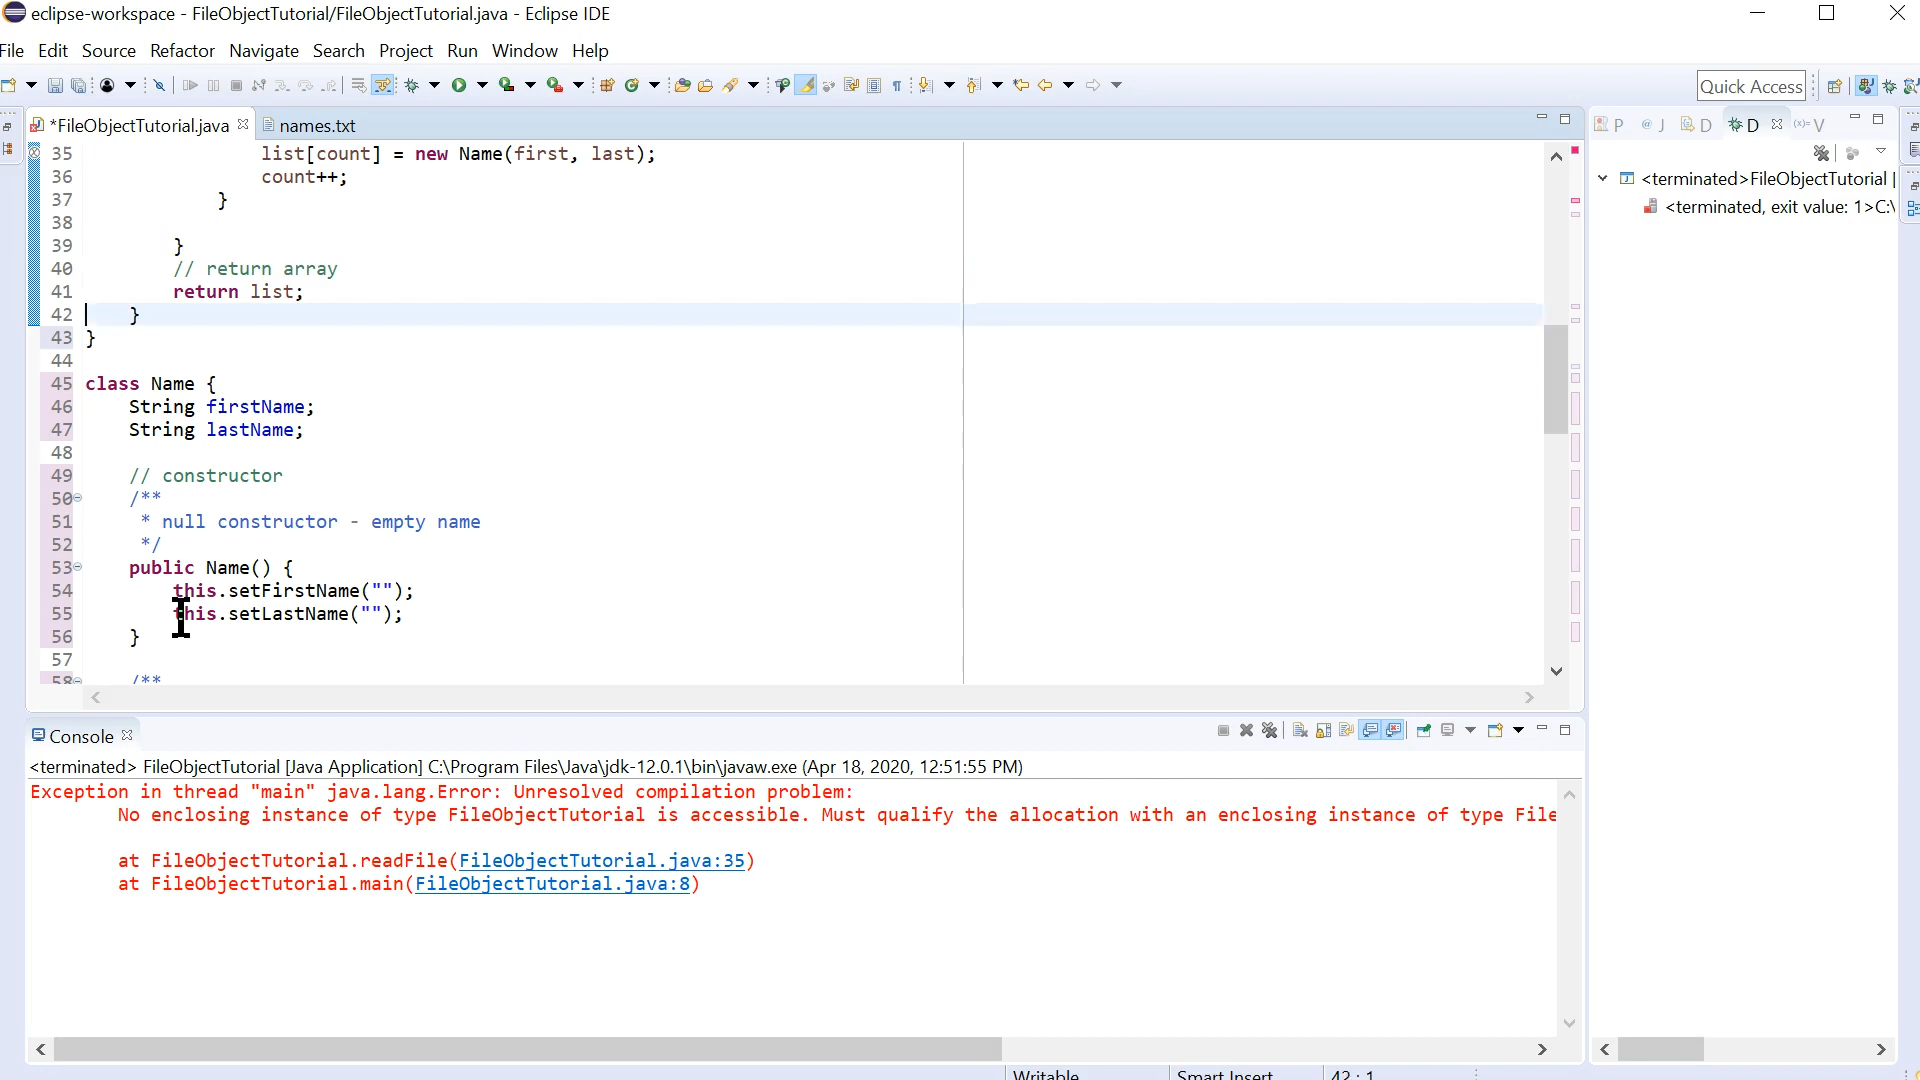 eclipse-workspace - FileObjectTutorial/FileObjectTutorial.java - Eclipse IDE
File Edit Source Refactor Navigate Search Project Run Window Help
Quick Access
*FileObjectTutorial.java names.txt
P J D D V
35 list[count] = new Name(first, last);
36 count++;
37 }
38
39 }
40 // return array
41 return list;
42 }
43 }
44
45 class Name {
46 String firstName;
47 String lastName;
48
49 // constructor
50 /**
51 * null constructor - empty name
52 */
53 public Name() {
54 this.setFirstName("");
55 this.setLastName("");
56 }
57
58 /**
<terminated>FileObjectTutorial [
<terminated, exit value: 1>C:\
Console
<terminated> FileObjectTutorial [Java Application] C:\Program Files\Java\jdk-12.0.1\bin\javaw.exe (Apr 18, 2020, 12:51:55 PM)
Exception in thread "main" java.lang.Error: Unresolved compilation problem:
No enclosing instance of type FileObjectTutorial is accessible. Must qualify the allocation with an enclosing instance of type File
at FileObjectTutorial.readFile(FileObjectTutorial.java:35)
at FileObjectTutorial.main(FileObjectTutorial.java:8)
Writable Smart Insert 42 : 1